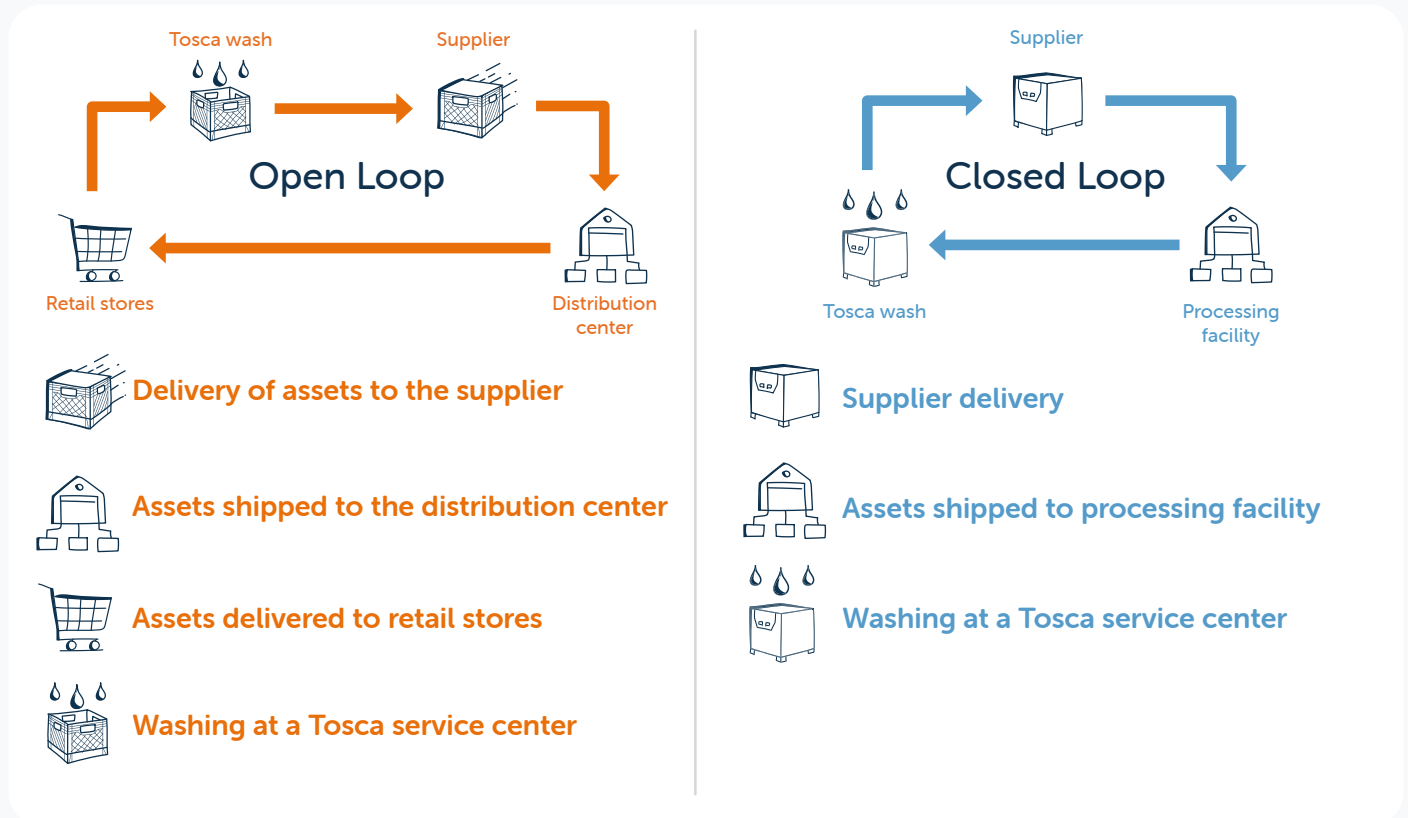 Tosca wash
Supplier
Open Loop
Retail stores
Distribution
center
Delivery of assets to the supplier
Assets shipped to the distribution center
Assets delivered to retail stores
Washing at a Tosca service center
Supplier
Closed Loop
Tosca wash
Processing
facility
Supplier delivery
Assets shipped to processing facility
Washing at a Tosca service center